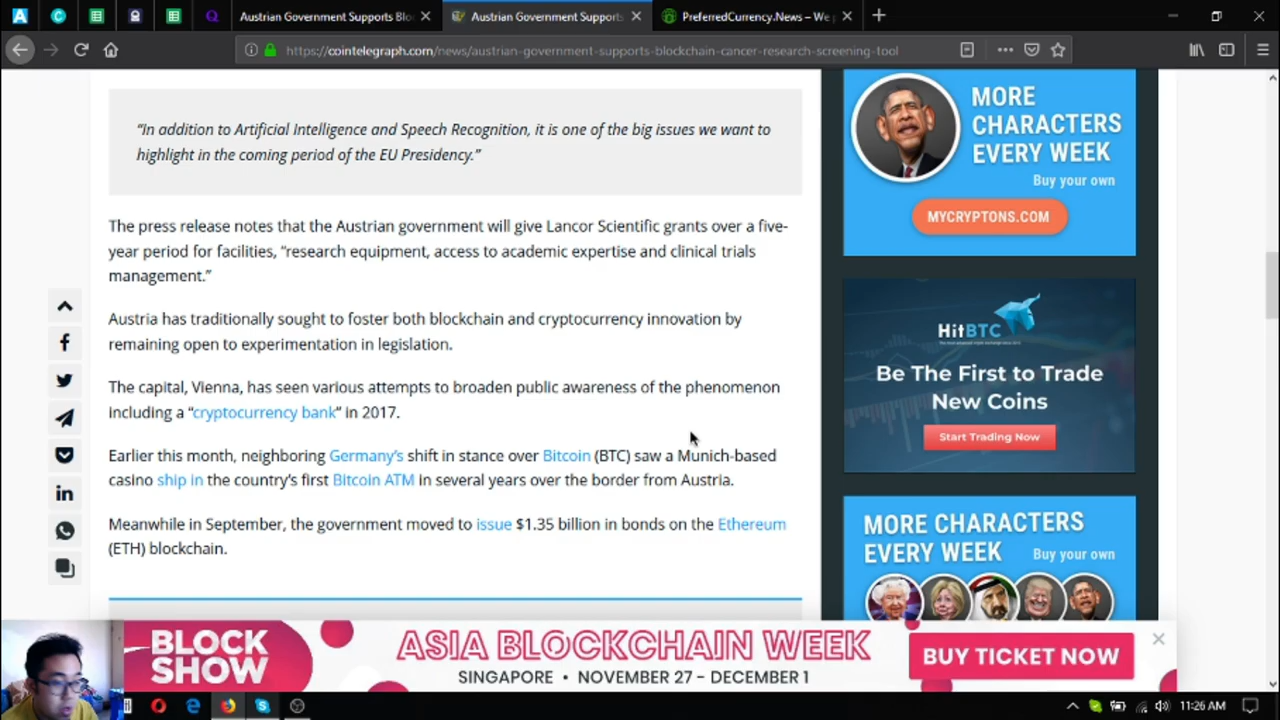 Austrian Government Supports Blo
Austrian Government Supports
PreferredCurrency.News – We
https://cointelegraph.com/news/austrian-government-supports-blockchain-cancer-research-screening-tool
“In addition to Artificial Intelligence and Speech Recognition, it is one of the big issues we want to
highlight in the coming period of the EU Presidency.”
The press release notes that the Austrian government will give Lancor Scientific grants over a five-
year period for facilities, “research equipment, access to academic expertise and clinical trials
management.”
Austria has traditionally sought to foster both blockchain and cryptocurrency innovation by
remaining open to experimentation in legislation.
The capital, Vienna, has seen various attempts to broaden public awareness of the phenomenon
including a “cryptocurrency bank” in 2017.
Earlier this month, neighboring Germany’s shift in stance over Bitcoin (BTC) saw a Munich-based
casino ship in the country’s first Bitcoin ATM in several years over the border from Austria.
Meanwhile in September, the government moved to issue $1.35 billion in bonds on the Ethereum
(ETH) blockchain.
MORE
CHARACTERS
EVERY WEEK
Buy your own
MYCRYPTONS.COM
HitBTC
Be The First to Trade
New Coins
Start Trading Now
MORE CHARACTERS
EVERY WEEK Buy your own
BLOCK
SHOW
ASIA BLOCKCHAIN WEEK
SINGAPORE • NOVEMBER 27 - DECEMBER 1
BUY TICKET NOW
11:26 AM